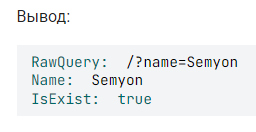 Вывод:
RawQuery:  /?name=Semyon
Name:  Semyon
IsExist:  true